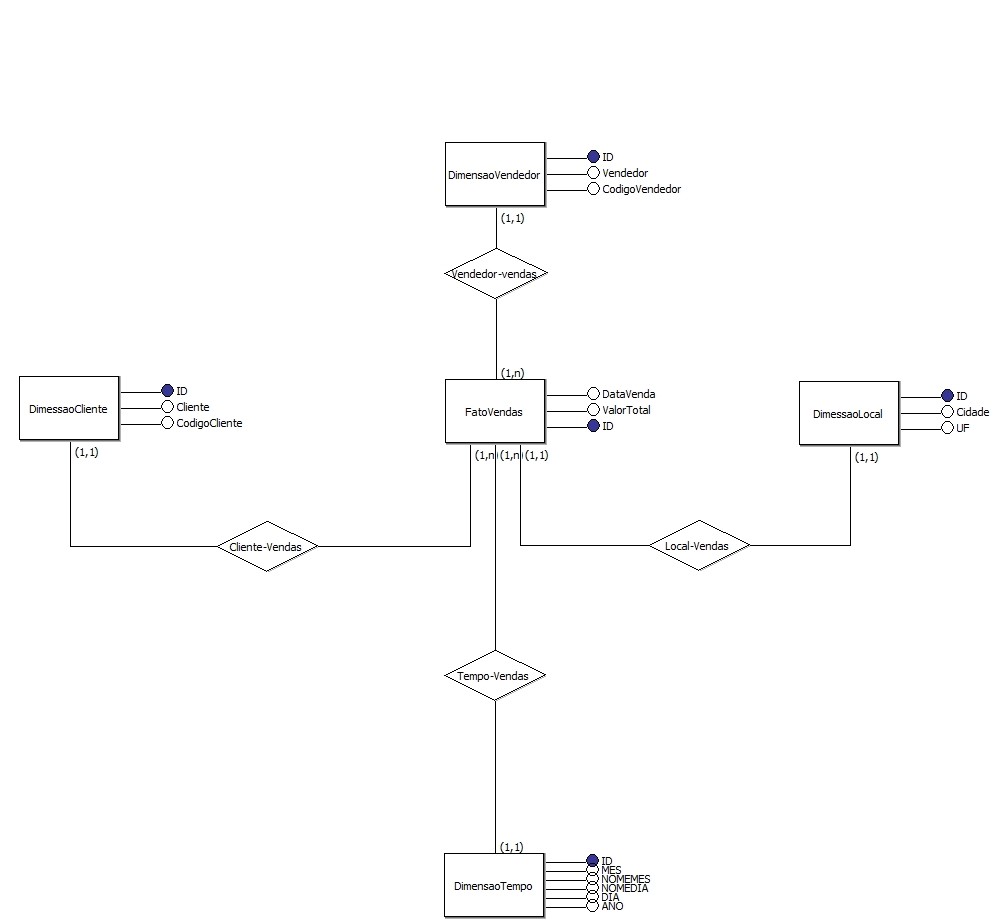 ID
DimensaoVendedor
Vendedor
CodigoVendedor
(1,1)
Vendedor-vendas
(1,n)
ID
DimessaoCliente
Cliente
CodigoCliente
(1,1)
DataVenda
FatoVendas
ValorTotal
ID
(1,n) (1,n) (1,1)
ID
DimessaoLocal
Cidade
UF
(1,1)
Cliente-Vendas
Local-Vendas
Tempo-Vendas
(1,1)
ID
MES
NOMEMES
DimensaoTempo
NOMEDIA
DIA
ANO